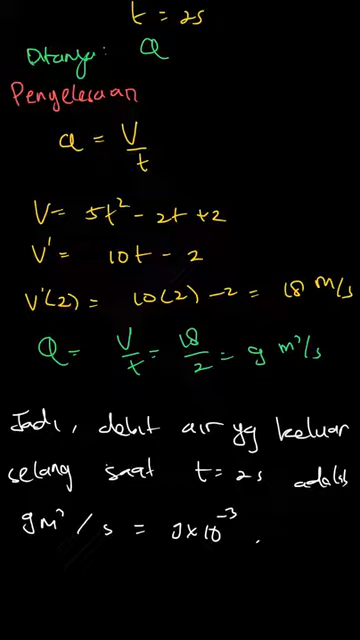 t = 2s
Ditanya: Q
Penyelesaian
Q = V/t
V = 5t² - 2t + 2
V' = 10t - 2
V'(2) = 10(2) - 2 = 18 m/s
Q = V/t = 18/2 = 9 m³/s
Jadi, debit air yg keluar
selang saat t = 2s adalah
9 m³/s = 9 x 10⁻³.